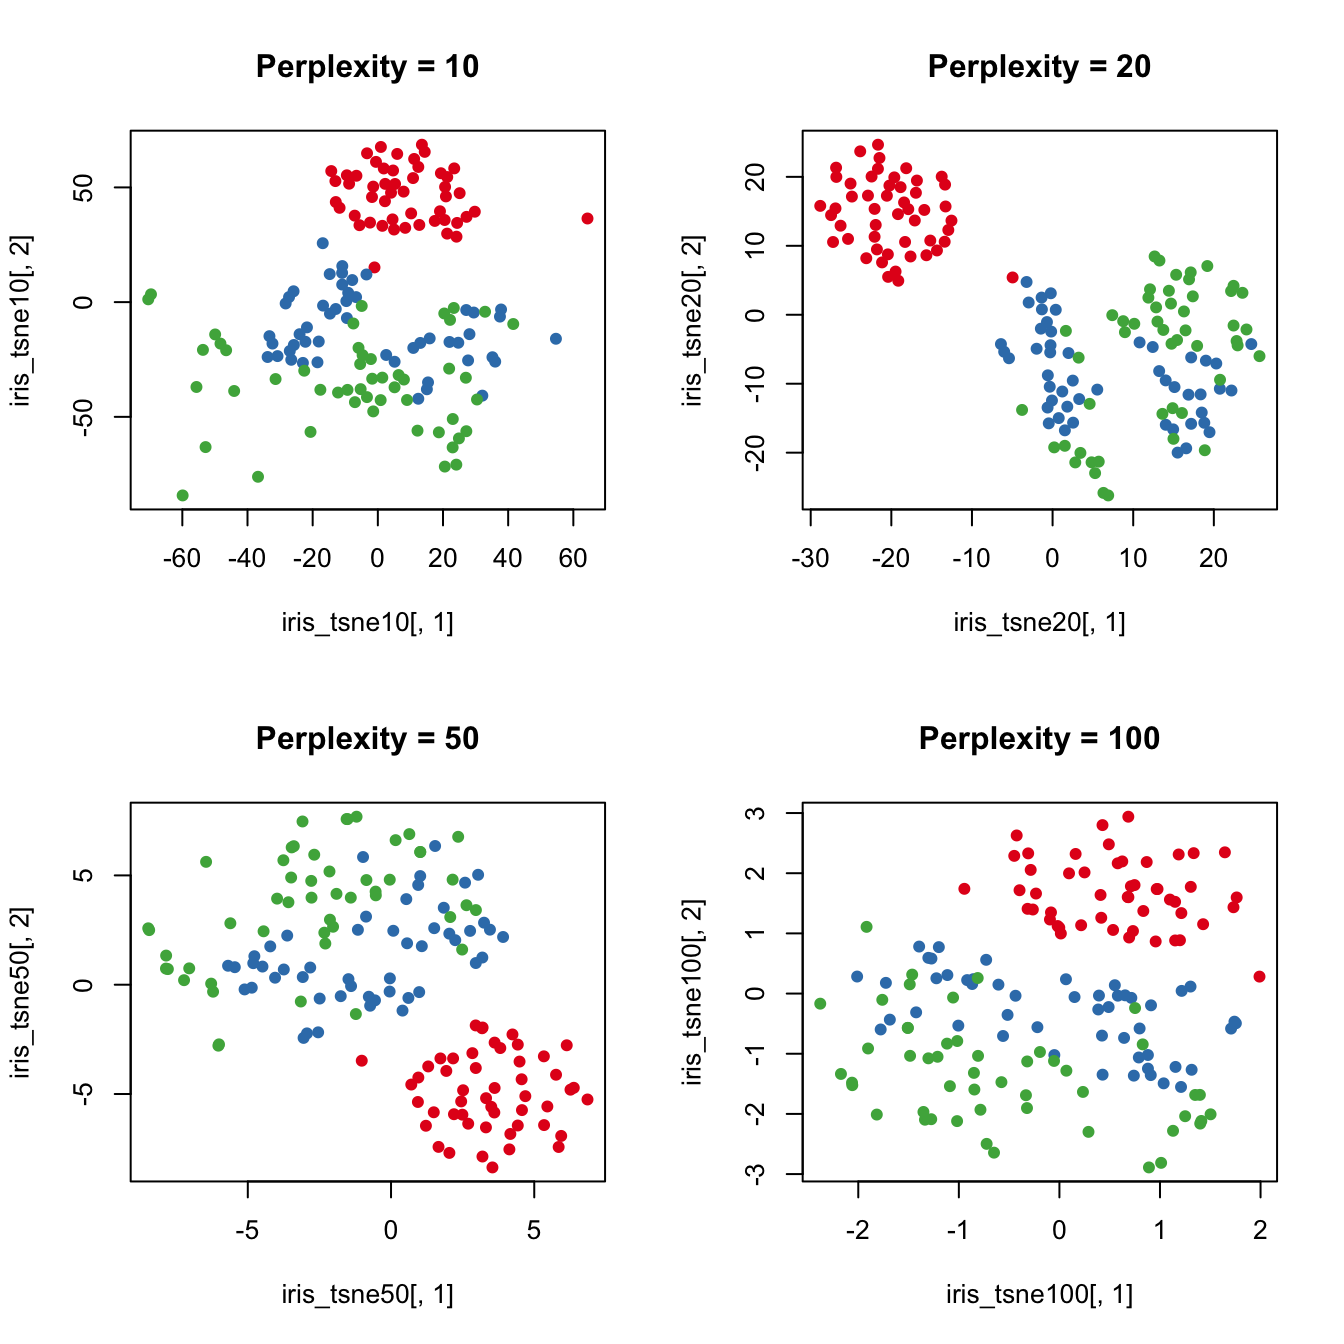 Perplexity = 10
50
0
-50
iris_tsne10[, 2]
-60 -40 -20 0 20 40 60
iris_tsne10[, 1]
Perplexity = 20
20
10
0
-10
-20
iris_tsne20[, 2]
-30 -20 -10 0 10 20
iris_tsne20[, 1]
Perplexity = 50
5
0
-5
iris_tsne50[, 2]
-5 0 5
iris_tsne50[, 1]
Perplexity = 100
3
2
1
0
-1
-2
-3
iris_tsne100[, 2]
-2 -1 0 1 2
iris_tsne100[, 1]